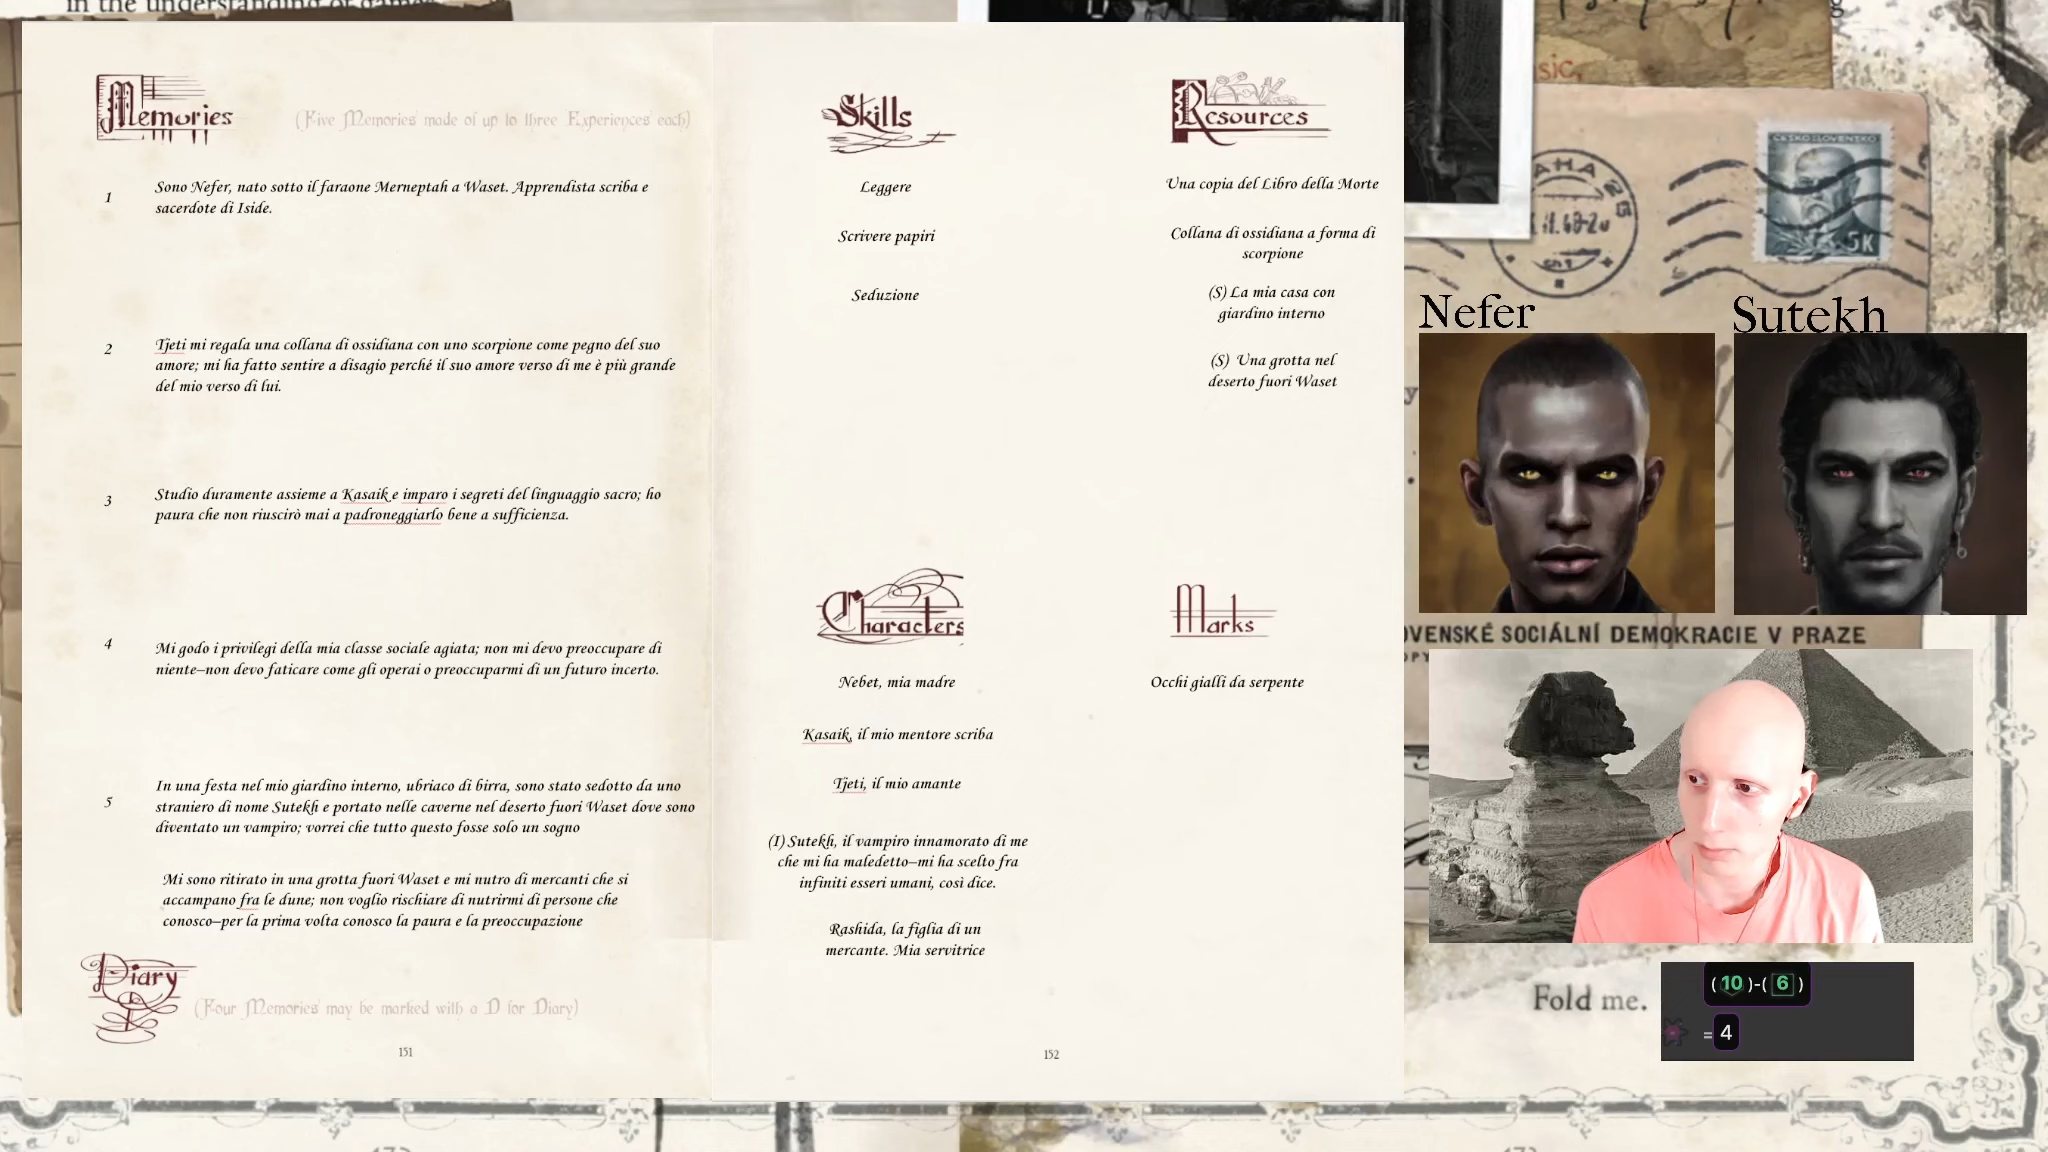 in the understanding of games
Memories
(Five Memories made of up to three Experiences each)
1
Sono Nefer, nato sotto il faraone Merneptah a Waset. Apprendista scriba e
sacerdote di Iside.
2
Tjeti mi regala una collana di ossidiana con uno scorpione come pegno del suo
amore; mi ha fatto sentire a disagio perché il suo amore verso di me è più grande
del mio verso di lui.
3
Studio duramente assieme a Kasaik e imparo i segreti del linguaggio sacro; ho
paura che non riuscirò mai a padroneggiarlo bene a sufficienza.
4
Mi godo i privilegi della mia classe sociale agiata; non mi devo preoccupare di
niente–non devo faticare come gli operai o preoccuparmi di un futuro incerto.
5
In una festa nel mio giardino interno, ubriaco di birra, sono stato sedotto da uno
straniero di nome Sutekh e portato nelle caverne nel deserto fuori Waset dove sono
diventato un vampiro; vorrei che tutto questo fosse solo un sogno
Mi sono ritirato in una grotta fuori Waset e mi nutro di mercanti che si
accampano fra le dune; non voglio rischiare di nutrirmi di persone che
conosco–per la prima volta conosco la paura e la preoccupazione
Diary
(Four Memories may be marked with a D for Diary)
151
Skills
Leggere
Scrivere papiri
Seduzione
Resources
Una copia del Libro della Morte
Collana di ossidiana a forma di
scorpione
(S) La mia casa con
giardino interno
(S) Una grotta nel
deserto fuori Waset
Characters
Nebet, mia madre
Kasaik, il mio mentore scriba
Tjeti, il mio amante
(I) Sutekh, il vampiro innamorato di me
che mi ha maledetto–mi ha scelto fra
infiniti esseri umani, così dice.
Rashida, la figlia di un
mercante. Mia servitrice
Marks
Occhi gialli da serpente
152
sic,
ČESKOSLOVENSKO
5K
Nefer
Sutekh
OVENSKÉ SOCIÁLNÍ DEMOKRACIE V PRAZE
Fold me.
(10)-(6)
=4